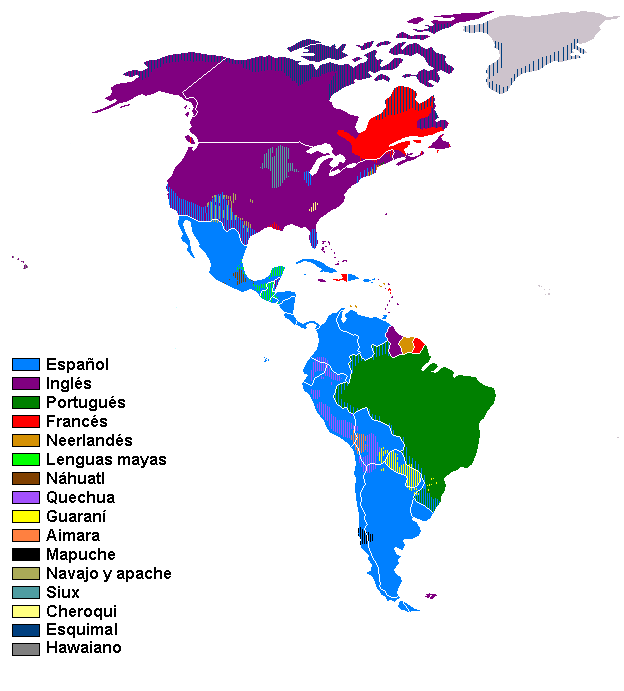 Español
Inglés
Portugués
Francés
Neerlandés
Lenguas mayas
Náhuatl
Quechua
Guaraní
Aimara
Mapuche
Navajo y apache
Siux
Cheroqui
Esquimal
Hawaiano